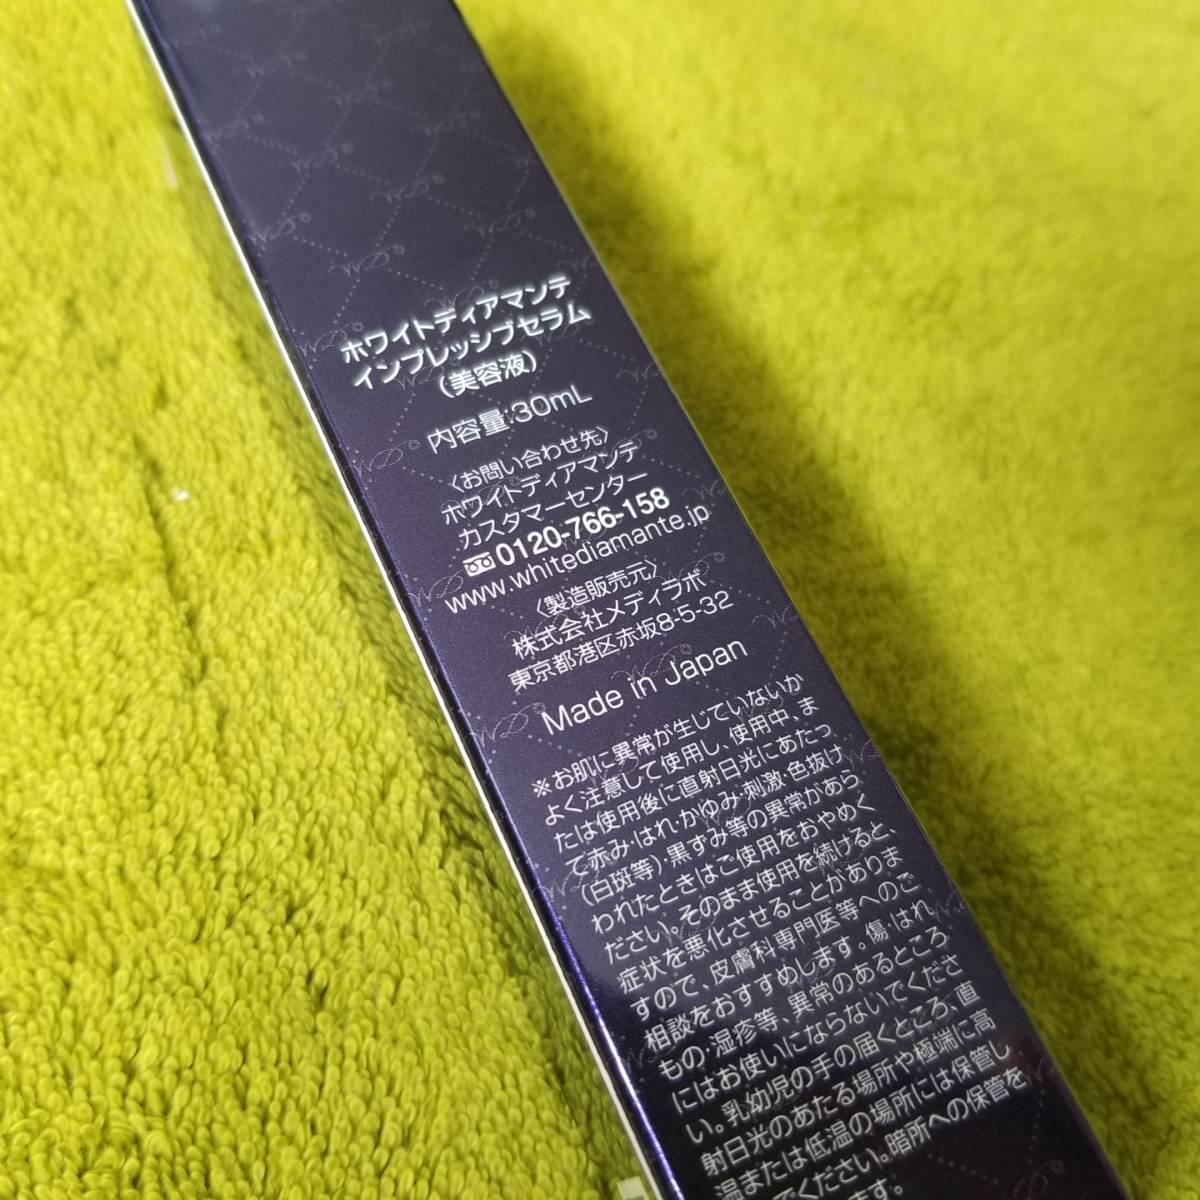 ホワイトディアマンテ
インプレッシブセラム
(美容液)
内容量:30mL
〈お問い合わせ先〉
ホワイトディアマンテ
カスタマーセンター
0120-766-158
www.whitediamante.jp
〈製造販売元〉
株式会社メディラボ
東京都港区赤坂8-5-32
Made in Japan
※お肌に異常が生じていないか
よく注意して使用し、使用中、ま
たは使用後に直射日光にあたっ
て赤み・はれ・かゆみ・刺激・色抜け
(白斑等)・黒ずみ等の異常があら
われたときはご使用をおやめく
ださい。そのまま使用を続けると、
症状を悪化させることがありま
すので、皮膚科専門医等へのご
相談をおすすめします。傷・はれ
もの・湿疹等、異常のあるところ
にはお使いにならないでくださ
い。乳幼児の手の届くところ、直
射日光のあたる場所や極端に高
温または低温の場所には保管し
でください。暗所への保管を
ます。